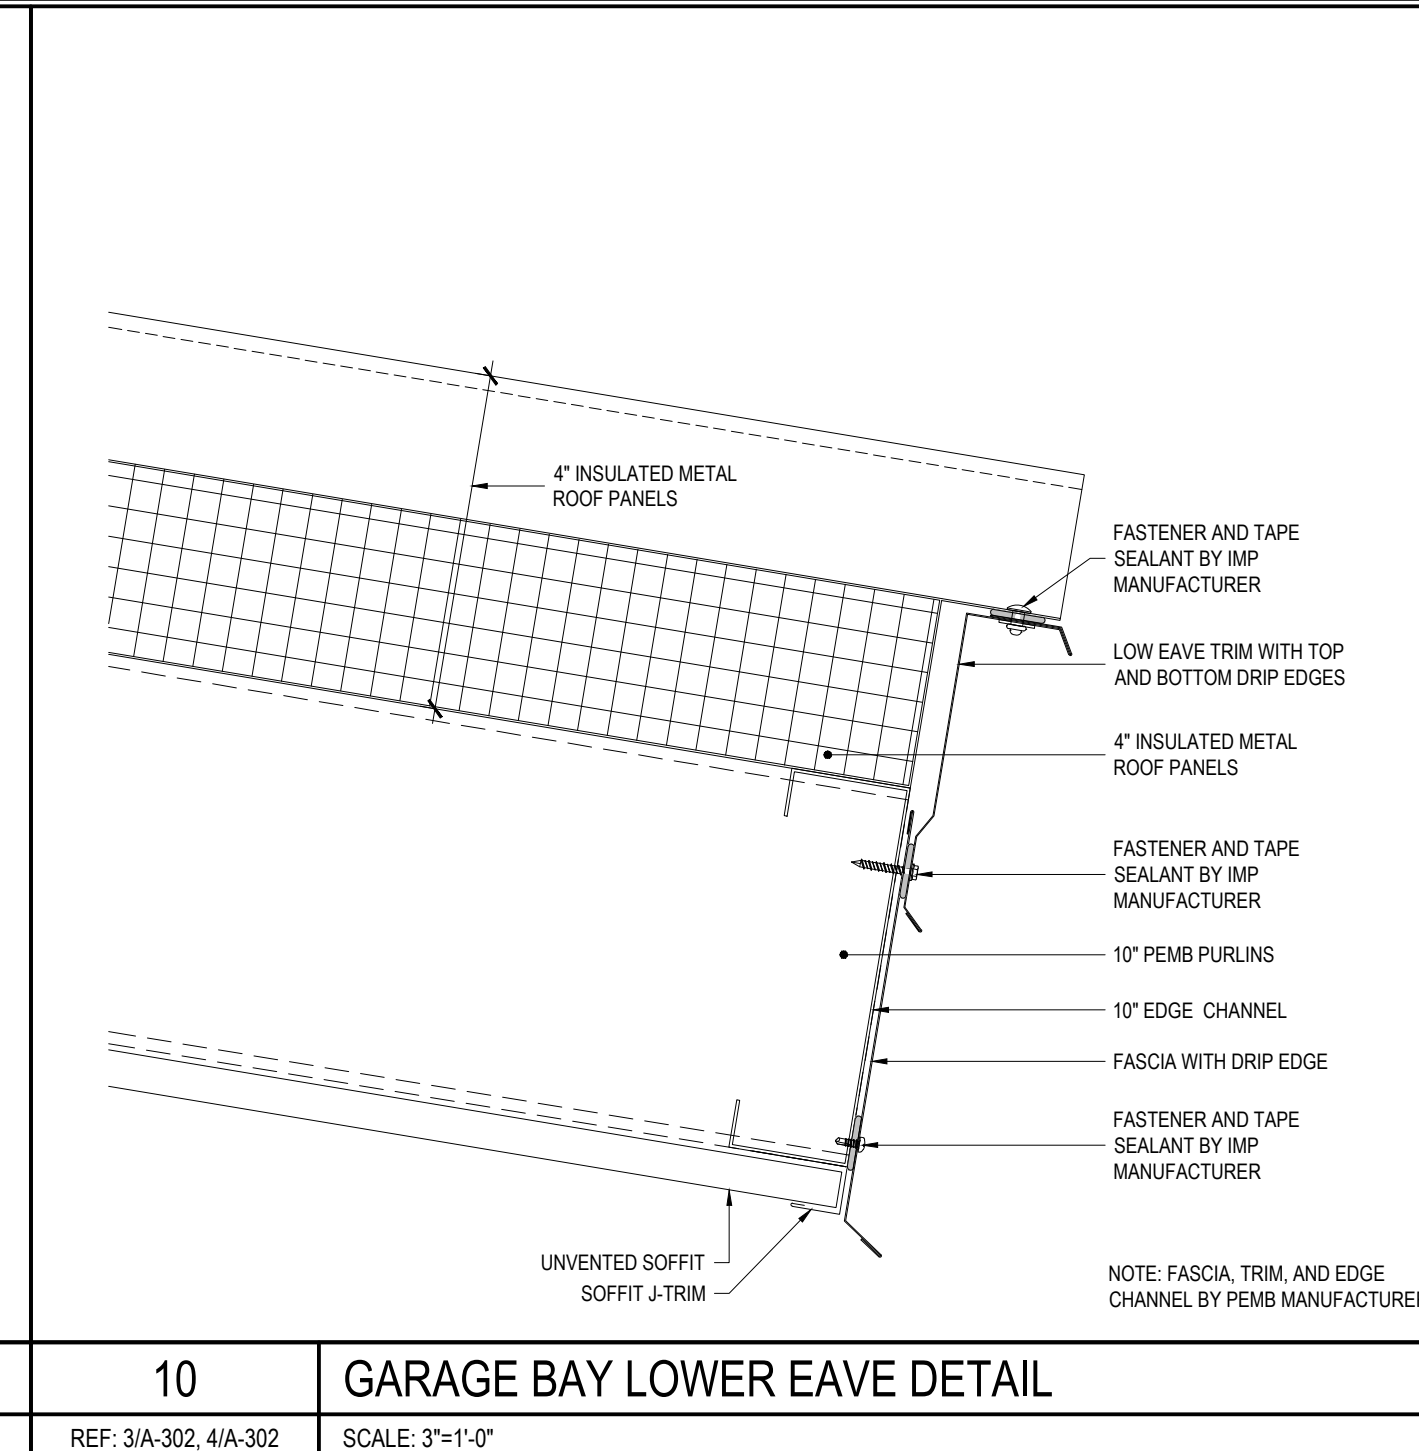 4" INSULATED METAL
ROOF PANELS
FASTENER AND TAPE
SEALANT BY IMP
MANUFACTURER
LOW EAVE TRIM WITH TOP
AND BOTTOM DRIP EDGES
4" INSULATED METAL
ROOF PANELS
FASTENER AND TAPE
SEALANT BY IMP
MANUFACTURER
10" PEMB PURLINS
10" EDGE CHANNEL
FASCIA WITH DRIP EDGE
FASTENER AND TAPE
SEALANT BY IMP
MANUFACTURER
UNVENTED SOFFIT
SOFFIT J-TRIM
NOTE: FASCIA, TRIM, AND EDGE
CHANNEL BY PEMB MANUFACTURER
10
GARAGE BAY LOWER EAVE DETAIL
REF: 3/A-302, 4/A-302
SCALE: 3"=1'-0"